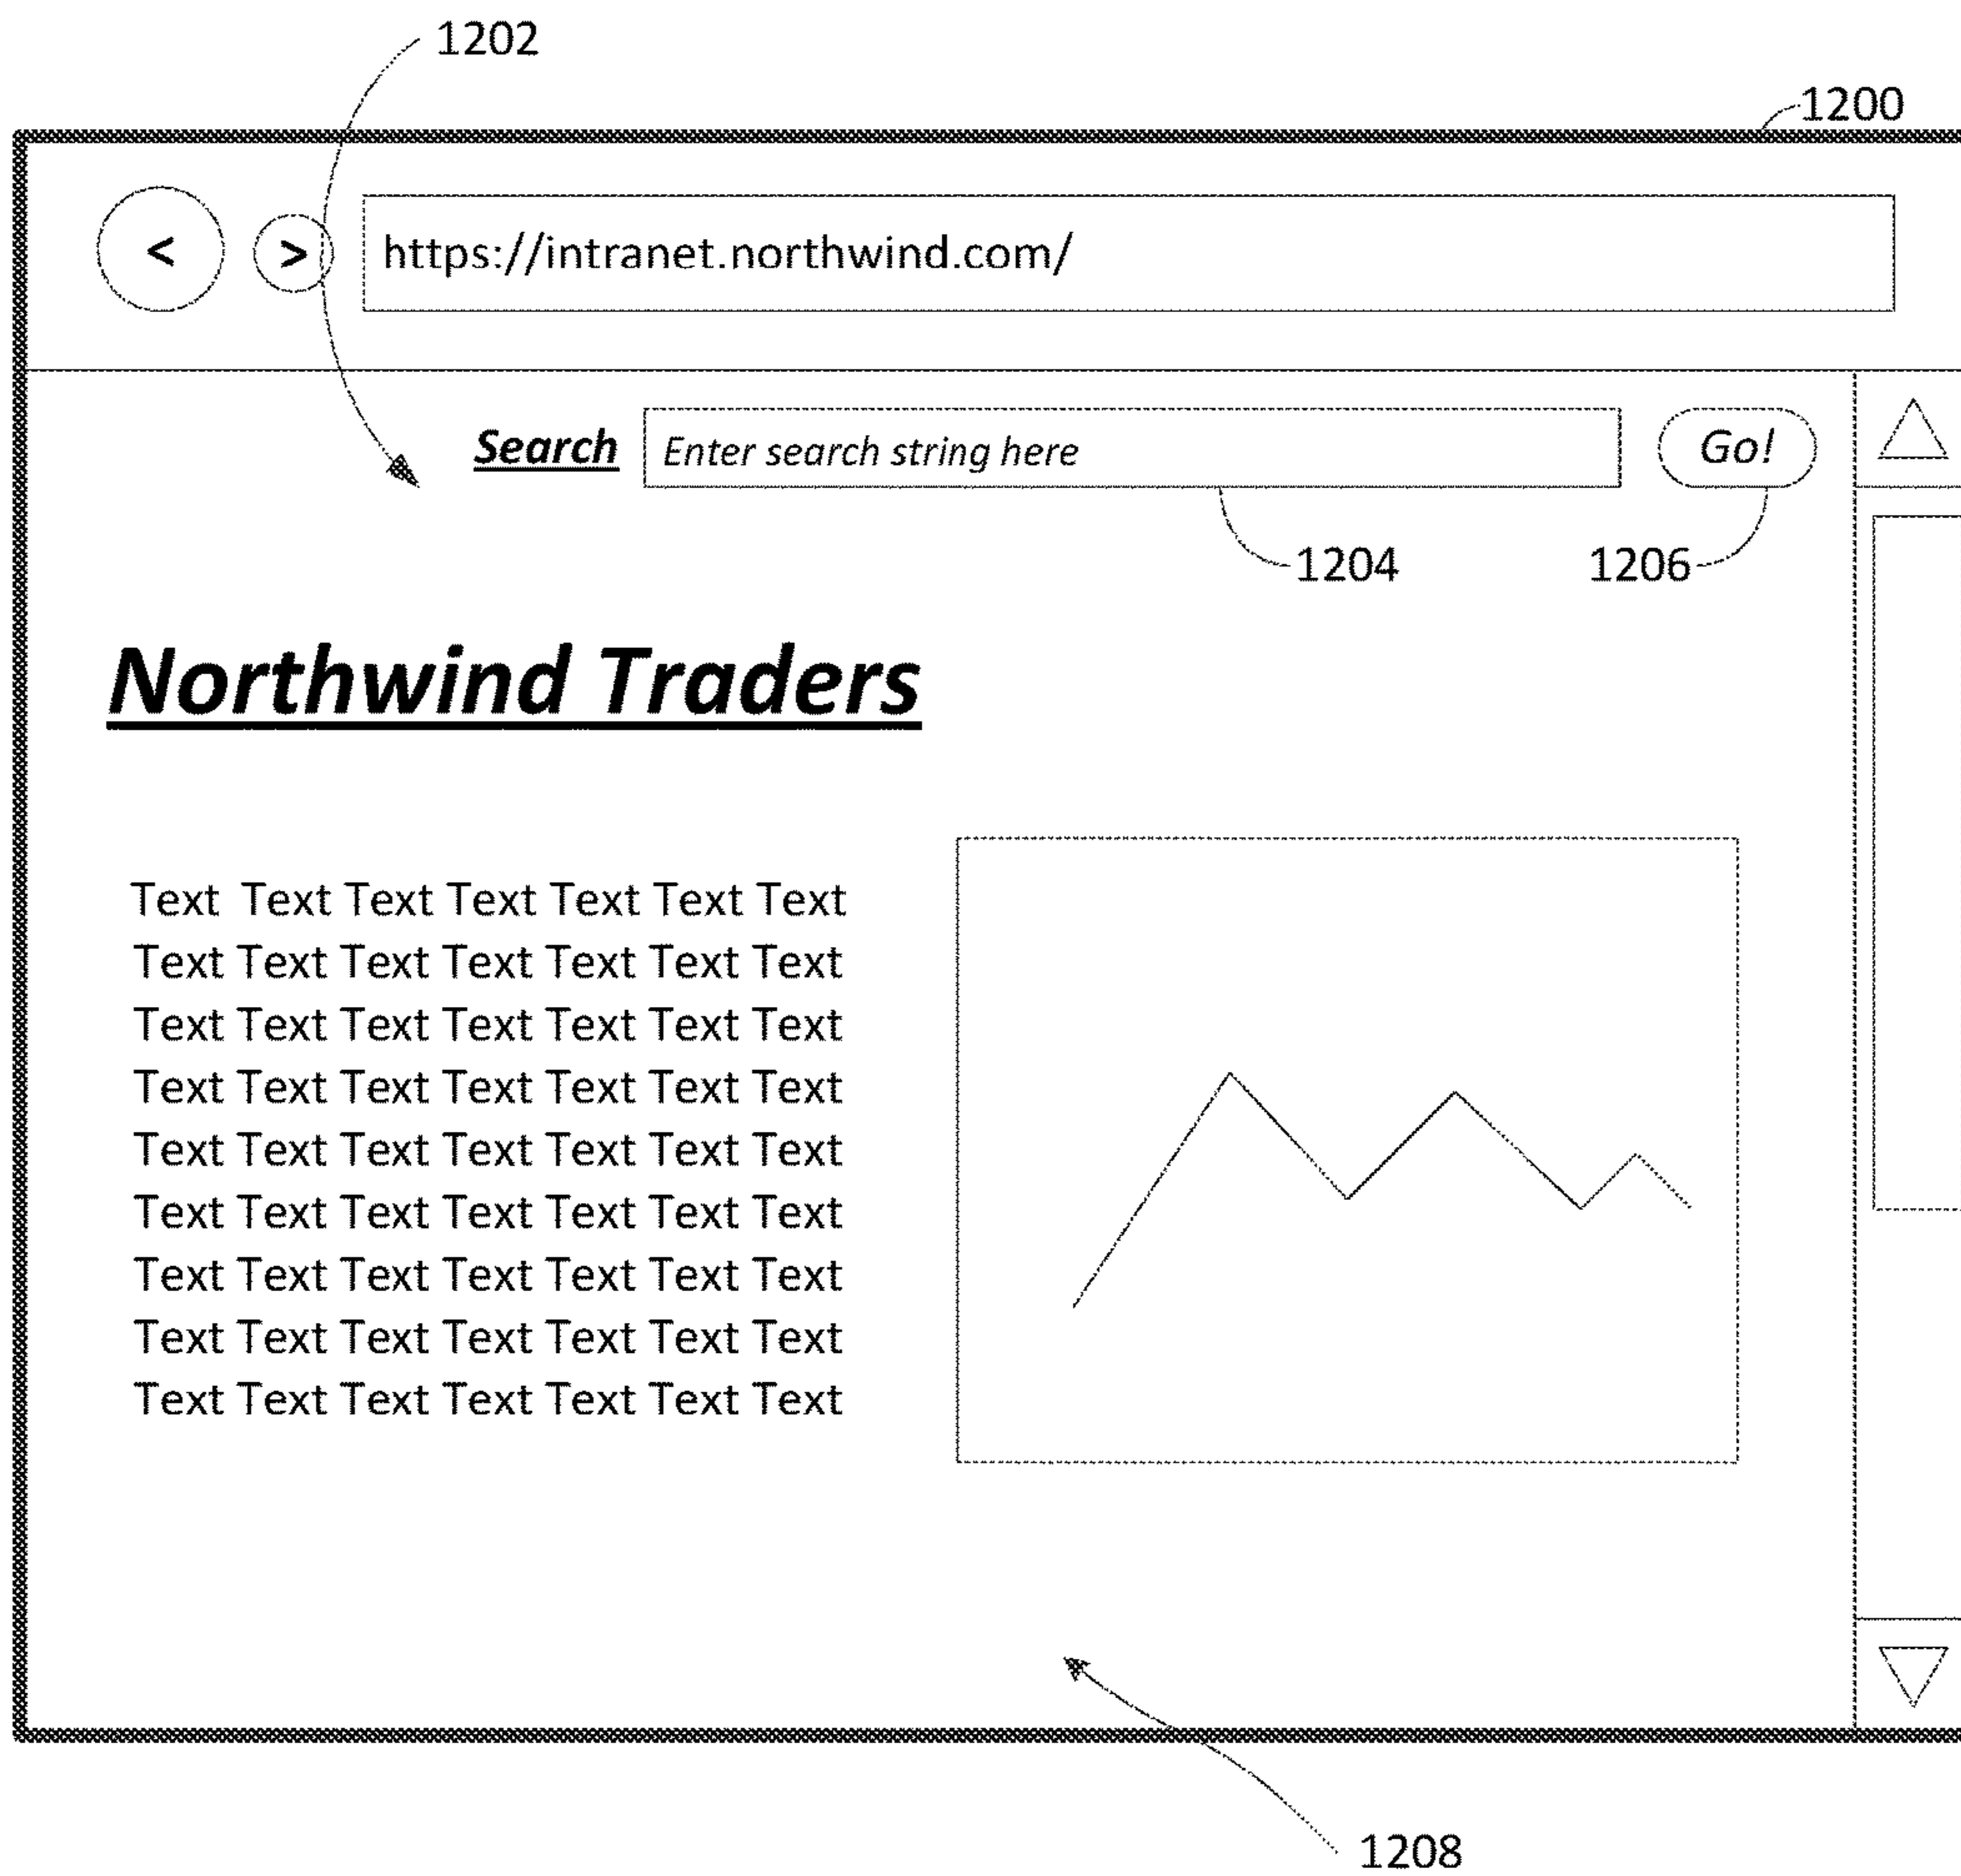 1202
1200
< > https://intranet.northwind.com/
Search Enter search string here Go!
1204 1206
Northwind Traders
Text Text Text Text Text Text Text
Text Text Text Text Text Text Text
Text Text Text Text Text Text Text
Text Text Text Text Text Text Text
Text Text Text Text Text Text Text
Text Text Text Text Text Text Text
Text Text Text Text Text Text Text
Text Text Text Text Text Text Text
Text Text Text Text Text Text Text
1208